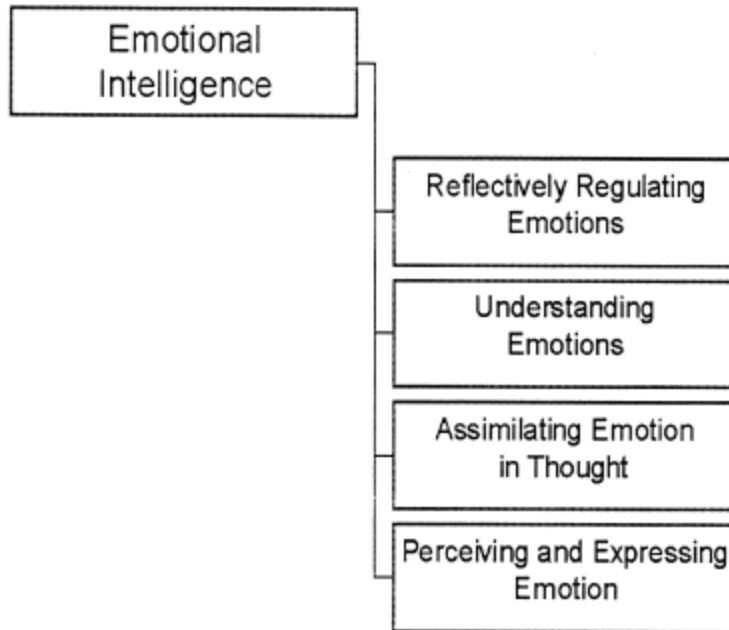 Emotional
Intelligence
Reflectively Regulating
Emotions
Understanding
Emotions
Assimilating Emotion
in Thought
Perceiving and Expressing
Emotion